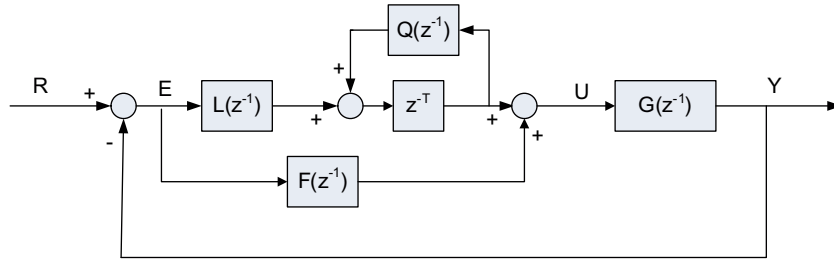 Q(z⁻¹)
R
+
-
E
L(z⁻¹)
+
+
z⁻ᵀ
+
+
U
G(z⁻¹)
Y
F(z⁻¹)